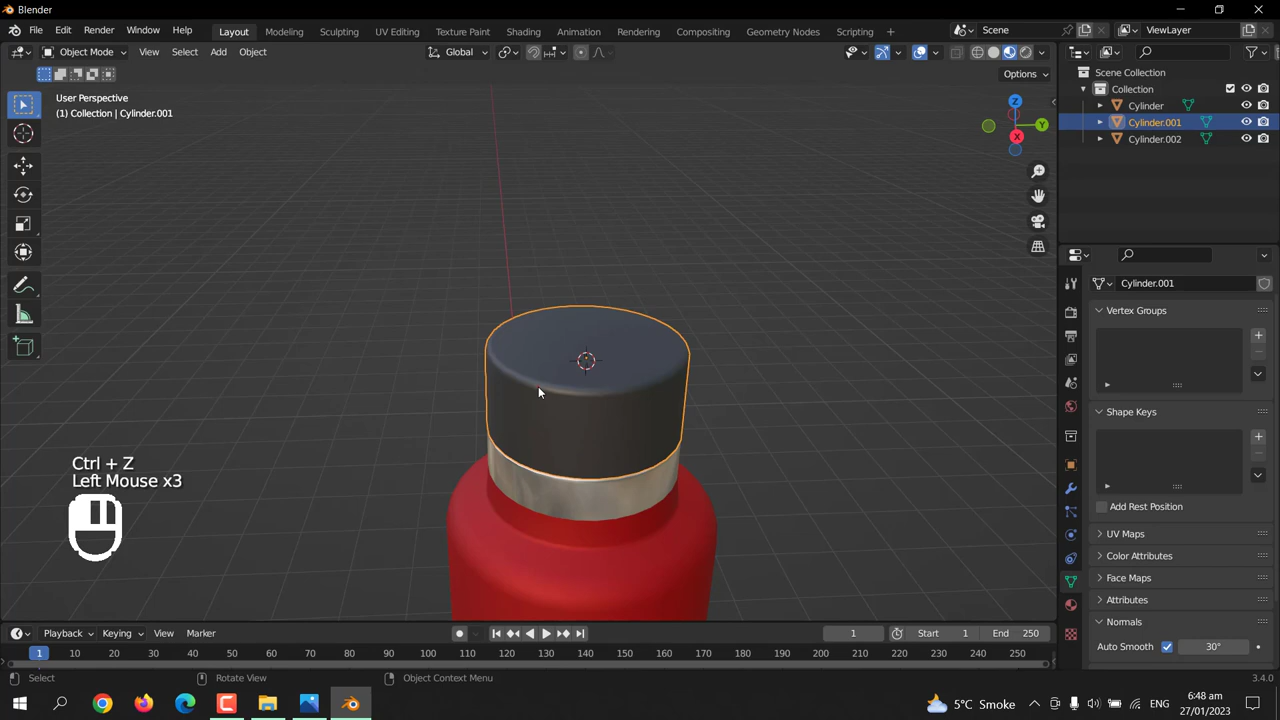 Blender
File Edit Render Window Help Layout Modeling Sculpting UV Editing Texture Paint Shading Animation Rendering Compositing Geometry Nodes Scripting + Scene ViewLayer
Object Mode View Select Add Object Global
Options
User Perspective
(1) Collection | Cylinder.001
Z
Y
X
Scene Collection
Collection
Cylinder
Cylinder.001
Cylinder.002
Cylinder.001
Vertex Groups
Shape Keys
Add Rest Position
UV Maps
Color Attributes
Face Maps
Attributes
Normals
Auto Smooth 30°
Ctrl + Z
Left Mouse x3
Playback Keying View Marker 1 Start 1 End 250
1 10 20 30 40 50 60 70 80 90 100 110 120 130 140 150 160 170 180 190 200 210 220 230 240 250
Select Rotate View Object Context Menu 3.4.0
5°C Smoke ENG 6:48 am
27/01/2023